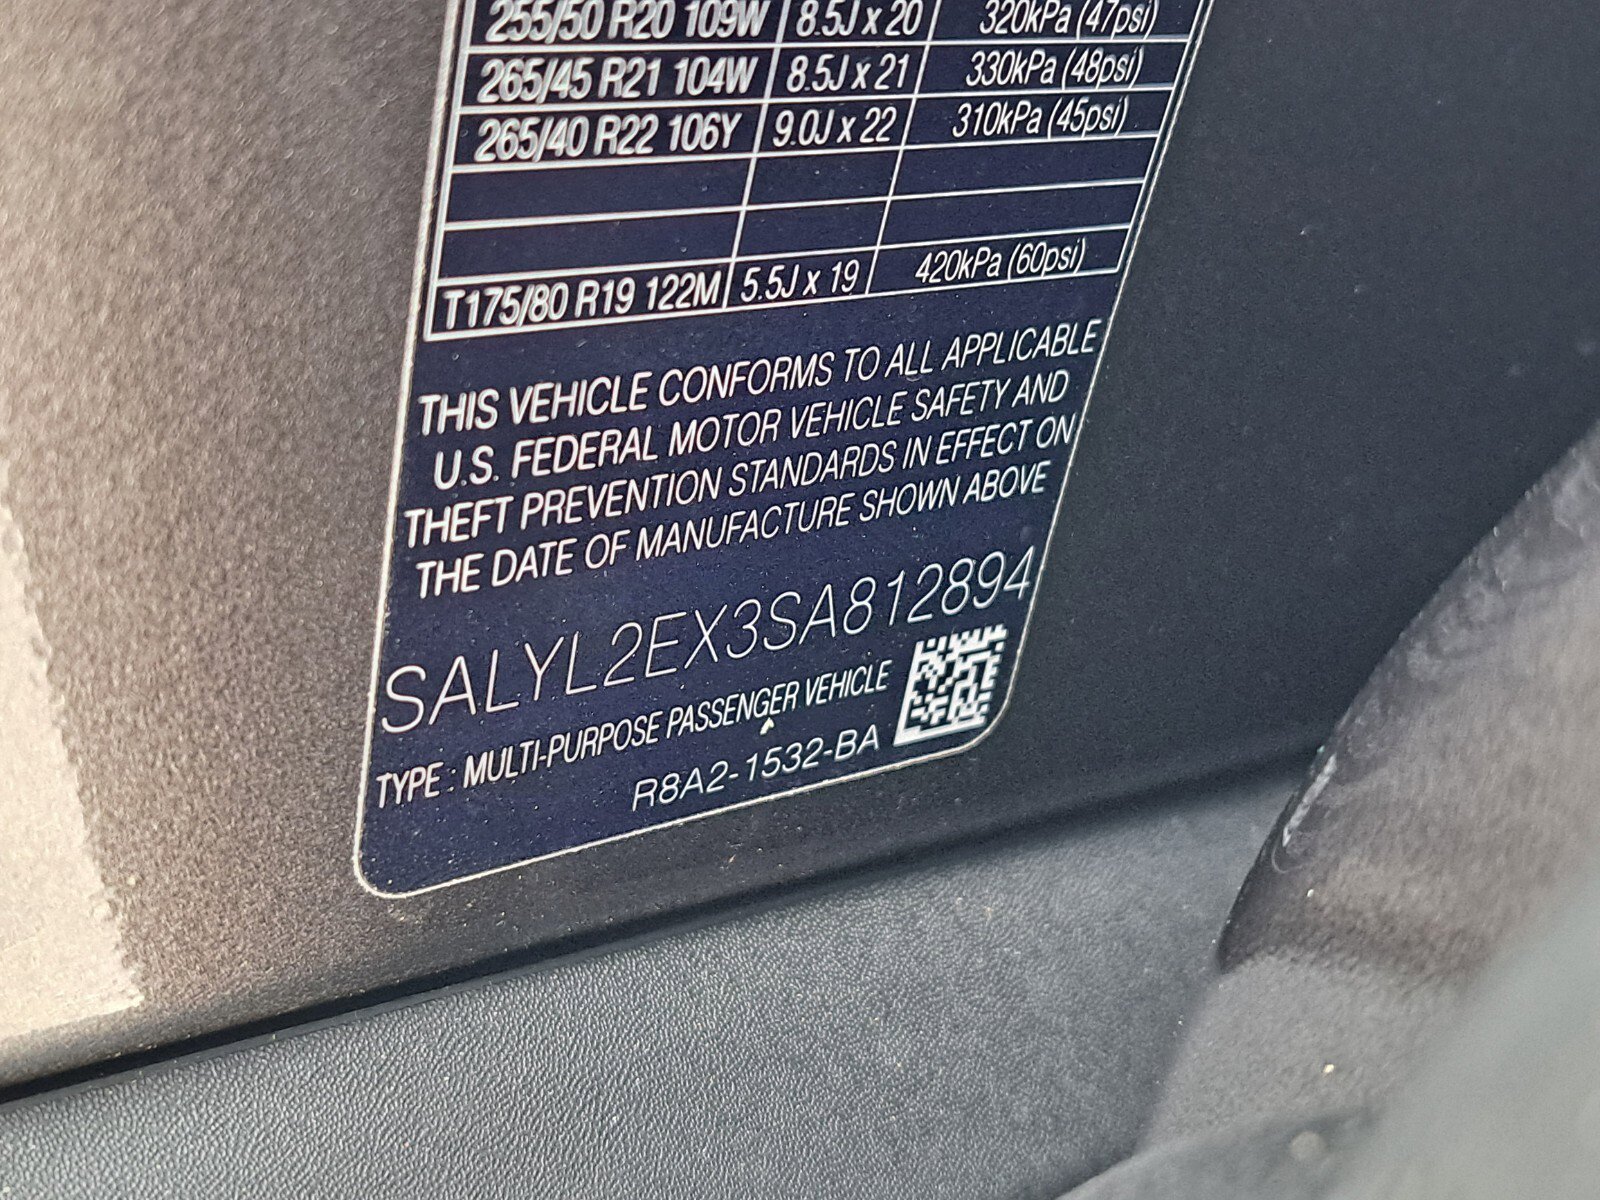 255/50 R20 109W 8.5J x 20 320kPa (47psi)
265/45 R21 104W 8.5J x 21 330kPa (48psi)
265/40 R22 106Y 9.0J x 22 310kPa (45psi)
T175/80 R19 122M 5.5J x 19 420kPa (60psi)
THIS VEHICLE CONFORMS TO ALL APPLICABLE
U.S. FEDERAL MOTOR VEHICLE SAFETY AND
THEFT PREVENTION STANDARDS IN EFFECT ON
THE DATE OF MANUFACTURE SHOWN ABOVE
SALYL2EX3SA812894
TYPE : MULTI-PURPOSE PASSENGER VEHICLE
R8A2-1532-BA